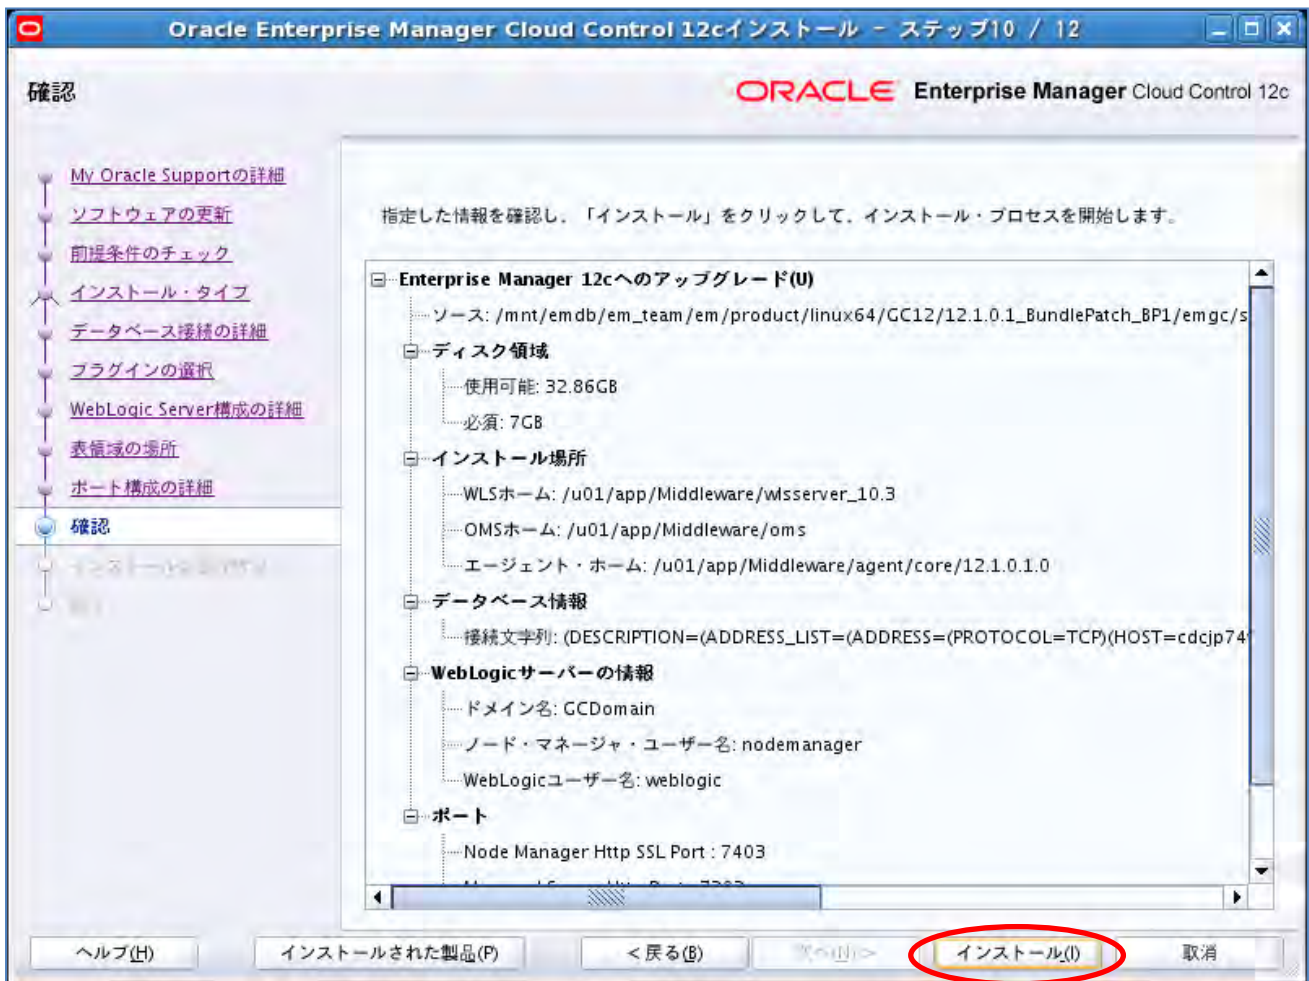 Oracle Enterprise Manager Cloud Control 12cインストール - ステップ10 / 12
確認
ORACLE Enterprise Manager Cloud Control 12c
My Oracle Supportの詳細
ソフトウェアの更新
前提条件のチェック
インストール・タイプ
データベース接続の詳細
プラグインの選択
WebLogic Server構成の詳細
表領域の場所
ポート構成の詳細
確認
指定した情報を確認し、「インストール」をクリックして、インストール・プロセスを開始します。
Enterprise Manager 12cへのアップグレード(U)
ソース: /mnt/emdb/em_team/em/product/linux64/GC12/12.1.0.1_BundlePatch_BP1/emgc/s
ディスク領域
使用可能: 32.86GB
必須: 7GB
インストール場所
WLSホーム: /u01/app/Middleware/wlsserver_10.3
OMSホーム: /u01/app/Middleware/oms
エージェント・ホーム: /u01/app/Middleware/agent/core/12.1.0.1.0
データベース情報
接続文字列: (DESCRIPTION=(ADDRESS_LIST=(ADDRESS=(PROTOCOL=TCP)(HOST=cdcjp74
WebLogicサーバーの情報
ドメイン名: GCDomain
ノード・マネージャ・ユーザー名: nodemanager
WebLogicユーザー名: weblogic
ポート
Node Manager Http SSL Port : 7403
ヘルプ(H)
インストールされた製品(P)
< 戻る(B)
次へ(N) >
インストール(I)
取消